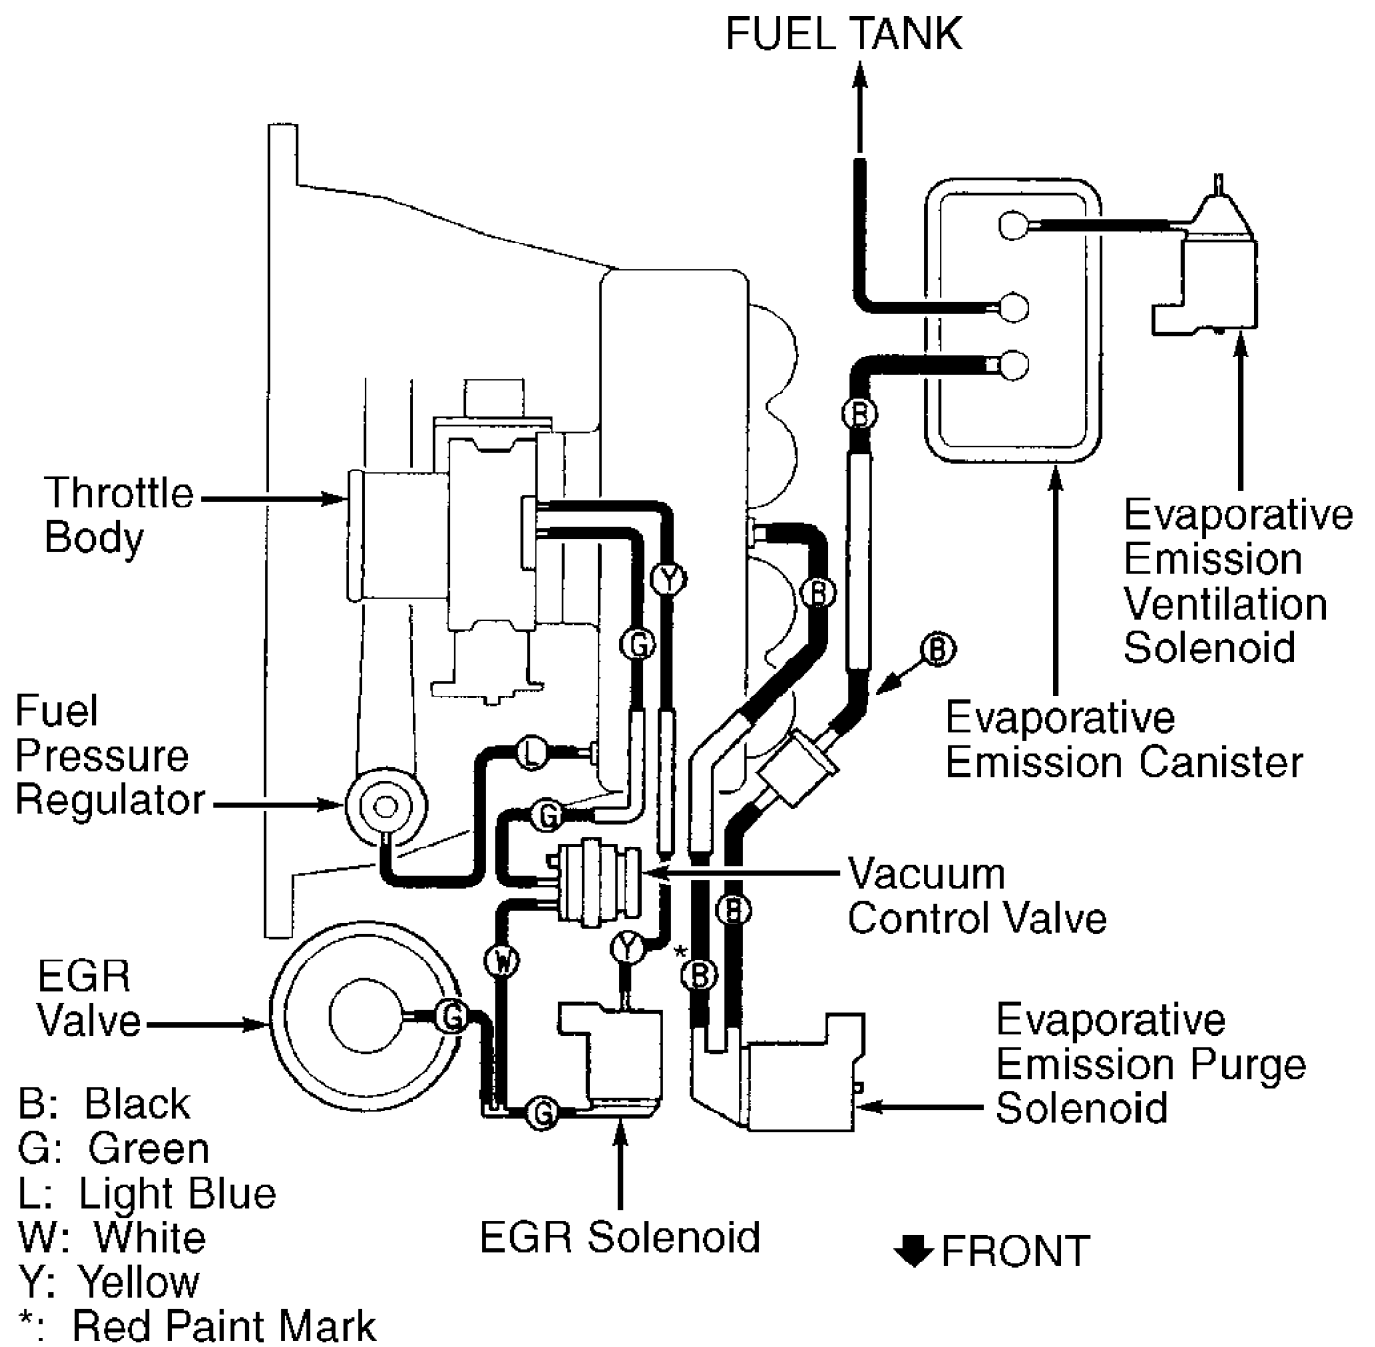 FUEL TANK
Throttle
Body
Fuel
Pressure
Regulator
EGR
Valve
Evaporative
Emission
Ventilation
Solenoid
Evaporative
Emission Canister
Vacuum
Control Valve
Evaporative
Emission Purge
Solenoid
EGR Solenoid
FRONT
B
B
B
Y
G
L
G
B
Y
W
*
B
G
G
B: Black
G: Green
L: Light Blue
W: White
Y: Yellow
*: Red Paint Mark